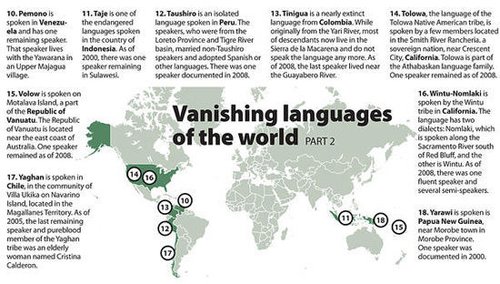 10. Pemono is
spoken in Venezu-
ela and has one
remaining speaker.
That speaker lives
with the Yawarana in
an Upper Majagua
village.
11. Taje is one of
the endangered
languages spoken
in the country of
Indonesia. As of
2000, there was one
speaker remaining
in Sulawesi.
12. Taushiro is an isolated
language spoken in Peru. The
speakers, who were from the
Loreto Province and Tigre River
basin, married non-Taushiro
speakers and adopted Spanish or
other languages. There was one
speaker documented in 2008.
13. Tinigua is a nearly extinct
language from Colombia. While
originally from the Yari River, most
of descendants now live in the
Sierra de la Macarena and do not
speak the language any more. As
of 2008, the last speaker lived near
the Guayabero River.
14. Tolowa, the language of the
Tolowa Native American tribe, is
spoken by a few members located
in the Smith River Rancheria, a
sovereign nation, near Crescent
City, California. Tolowa is part of
the Athabaskan language family.
One speaker remained as of 2008.
15. Volow is spoken on
Motalava Island, a part of
the Republic of
Vanuatu. The Republic
of Vanuatu is located
near the east coast of
Australia. One speaker
remained as of 2008.
Vanishing languages
of the world PART 2
16. Wintu-Nomlaki is
spoken by the Wintu
tribe in California. The
language has two
dialects: Nomlaki, which
is spoken along the
Sacramento River south
of Red Bluff, and the
other is Wintu. As of
2008, there was one
fluent speaker and
several semi-speakers.
17. Yaghan is spoken in
Chile, in the community of
Villa Ukika on Navarino
Island, located in the
Magallanes Territory. As of
2005, the last remaining
speaker and pureblood
member of the Yaghan
tribe was an elderly
woman named Cristina
Calderon.
18. Yarawi is spoken in
Papua New Guinea,
near Morobe town in
Morobe Province.
One speaker was
documented in 2000.
14
16
13
10
12
17
11
18
15